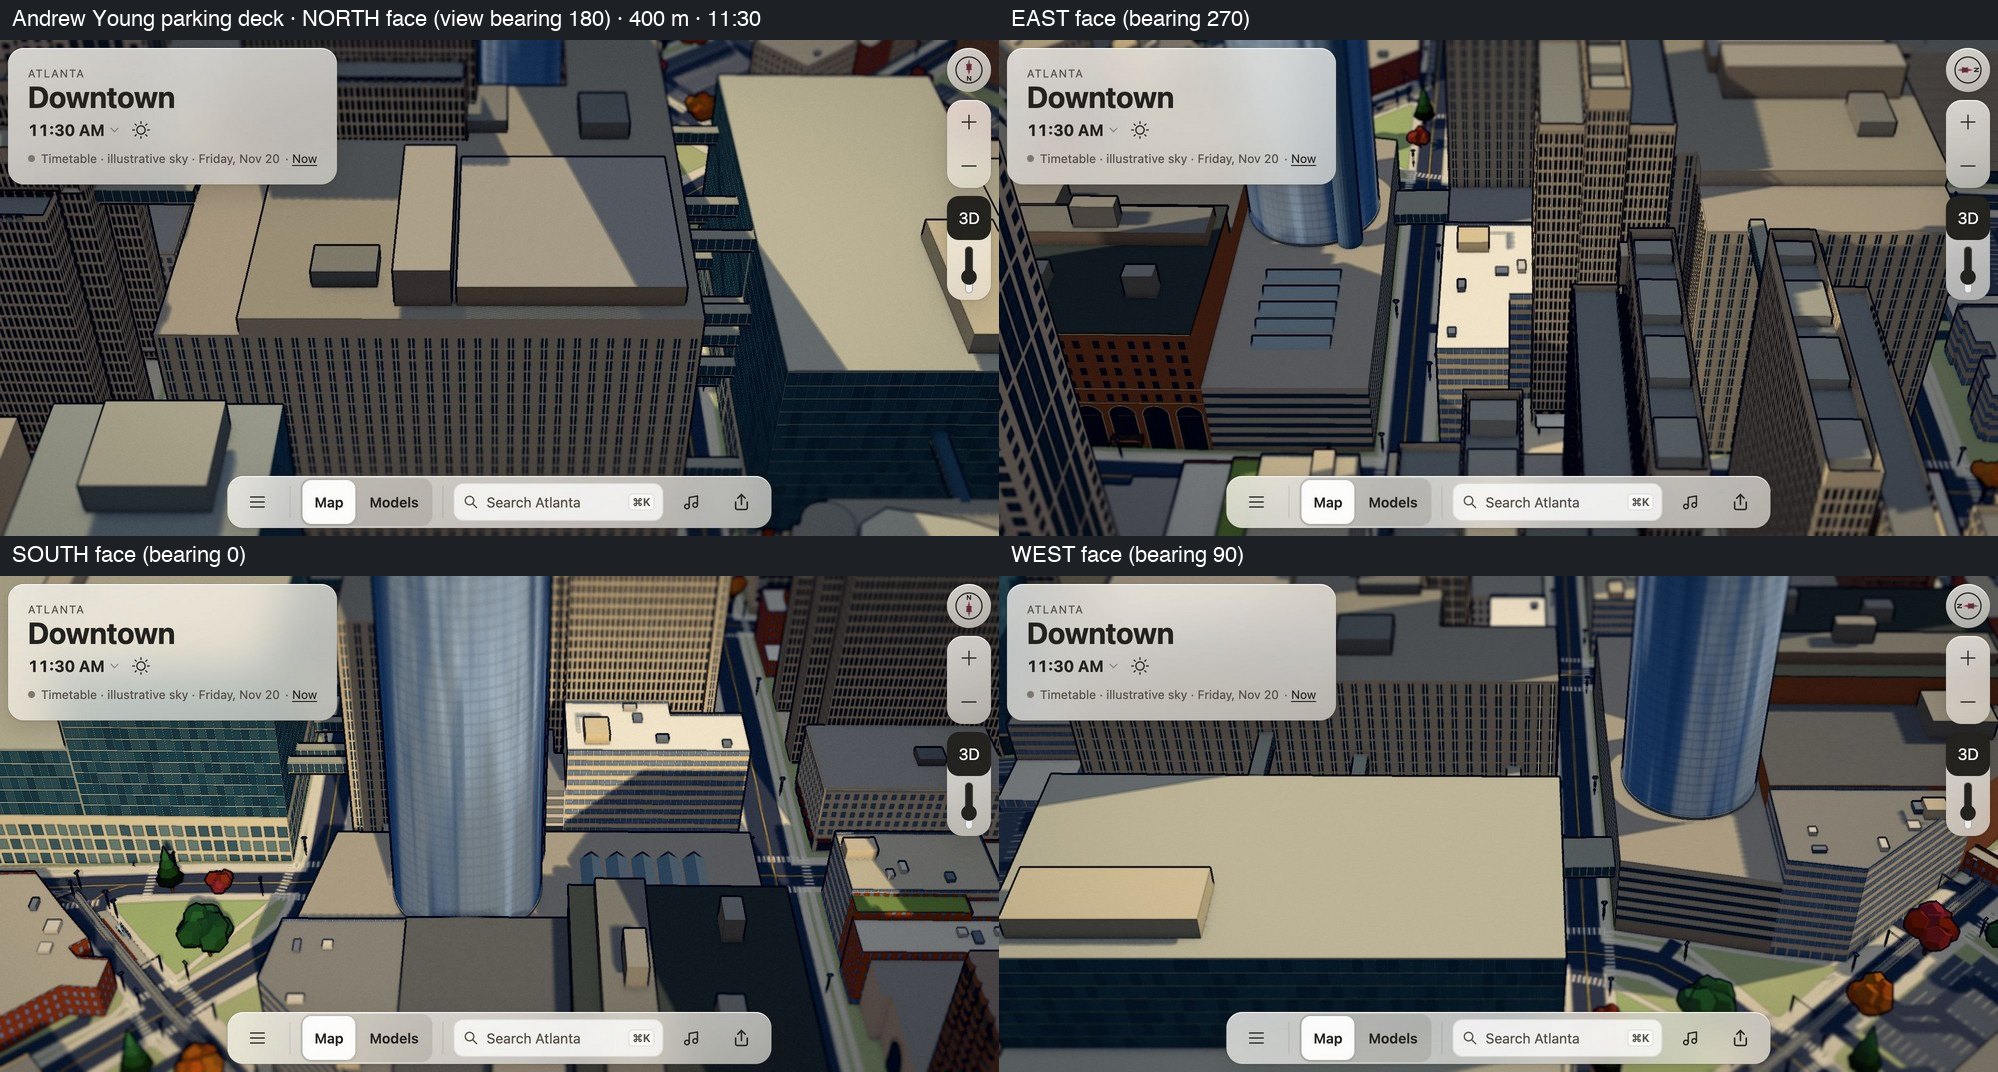 Andrew Young parking deck · NORTH face (view bearing 180) · 400 m · 11:30
ATLANTA
Downtown
11:30 AM
Timetable · illustrative sky · Friday, Nov 20 · Now
N
3D
Map
Models
Search Atlanta
⌘K
EAST face (bearing 270)
ATLANTA
Downtown
11:30 AM
Timetable · illustrative sky · Friday, Nov 20 · Now
N
3D
Map
Models
Search Atlanta
⌘K
SOUTH face (bearing 0)
ATLANTA
Downtown
11:30 AM
Timetable · illustrative sky · Friday, Nov 20 · Now
N
3D
Map
Models
Search Atlanta
⌘K
WEST face (bearing 90)
ATLANTA
Downtown
11:30 AM
Timetable · illustrative sky · Friday, Nov 20 · Now
N
3D
Map
Models
Search Atlanta
⌘K